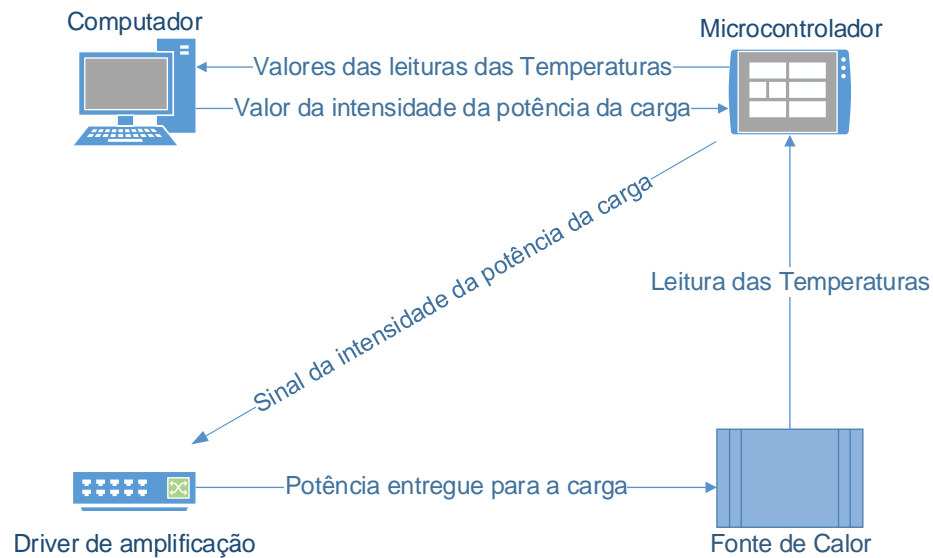 Computador
Microcontrolador
Valores das leituras das Temperaturas
Valor da intensidade da potência da carga
Sinal da intensidade da potência da carga
Leitura das Temperaturas
Potência entregue para a carga
Driver de amplificação
Fonte de Calor